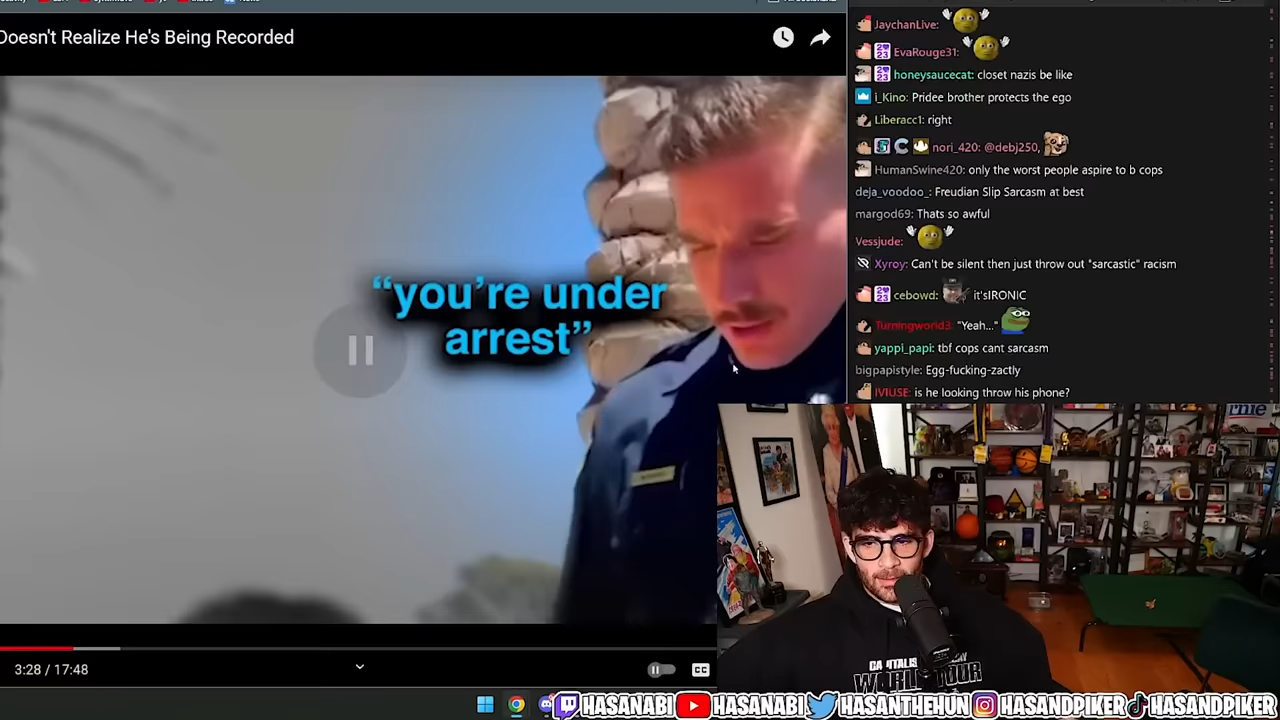 Doesn't Realize He's Being Recorded
“you’re under
arrest”
3:28 / 17:48
CC
JaychanLive:
EvaRouge31:
honeysaucecat: closet nazis be like
i_Kino: Pridee brother protects the ego
Liberacc1: right
nori_420: @debj250,
HumanSwine420: only the worst people aspire to b cops
deja_voodoo_: Freudian Slip Sarcasm at best
margod69: Thats so awful
Vessjude:
Xyroy: Can't be silent then just throw out "sarcastic" racism
cebowd: it'sIRONIC
Turningworld3: "Yeah..."
yappi_papi: tbf cops cant sarcasm
bigpapistyle: Egg-fucking-zactly
IVIUSE: is he looking throw his phone?
WORLD TOUR
HASANABI HASANABI HASANTHEHUN HASANDPIKER HASANDPIKER